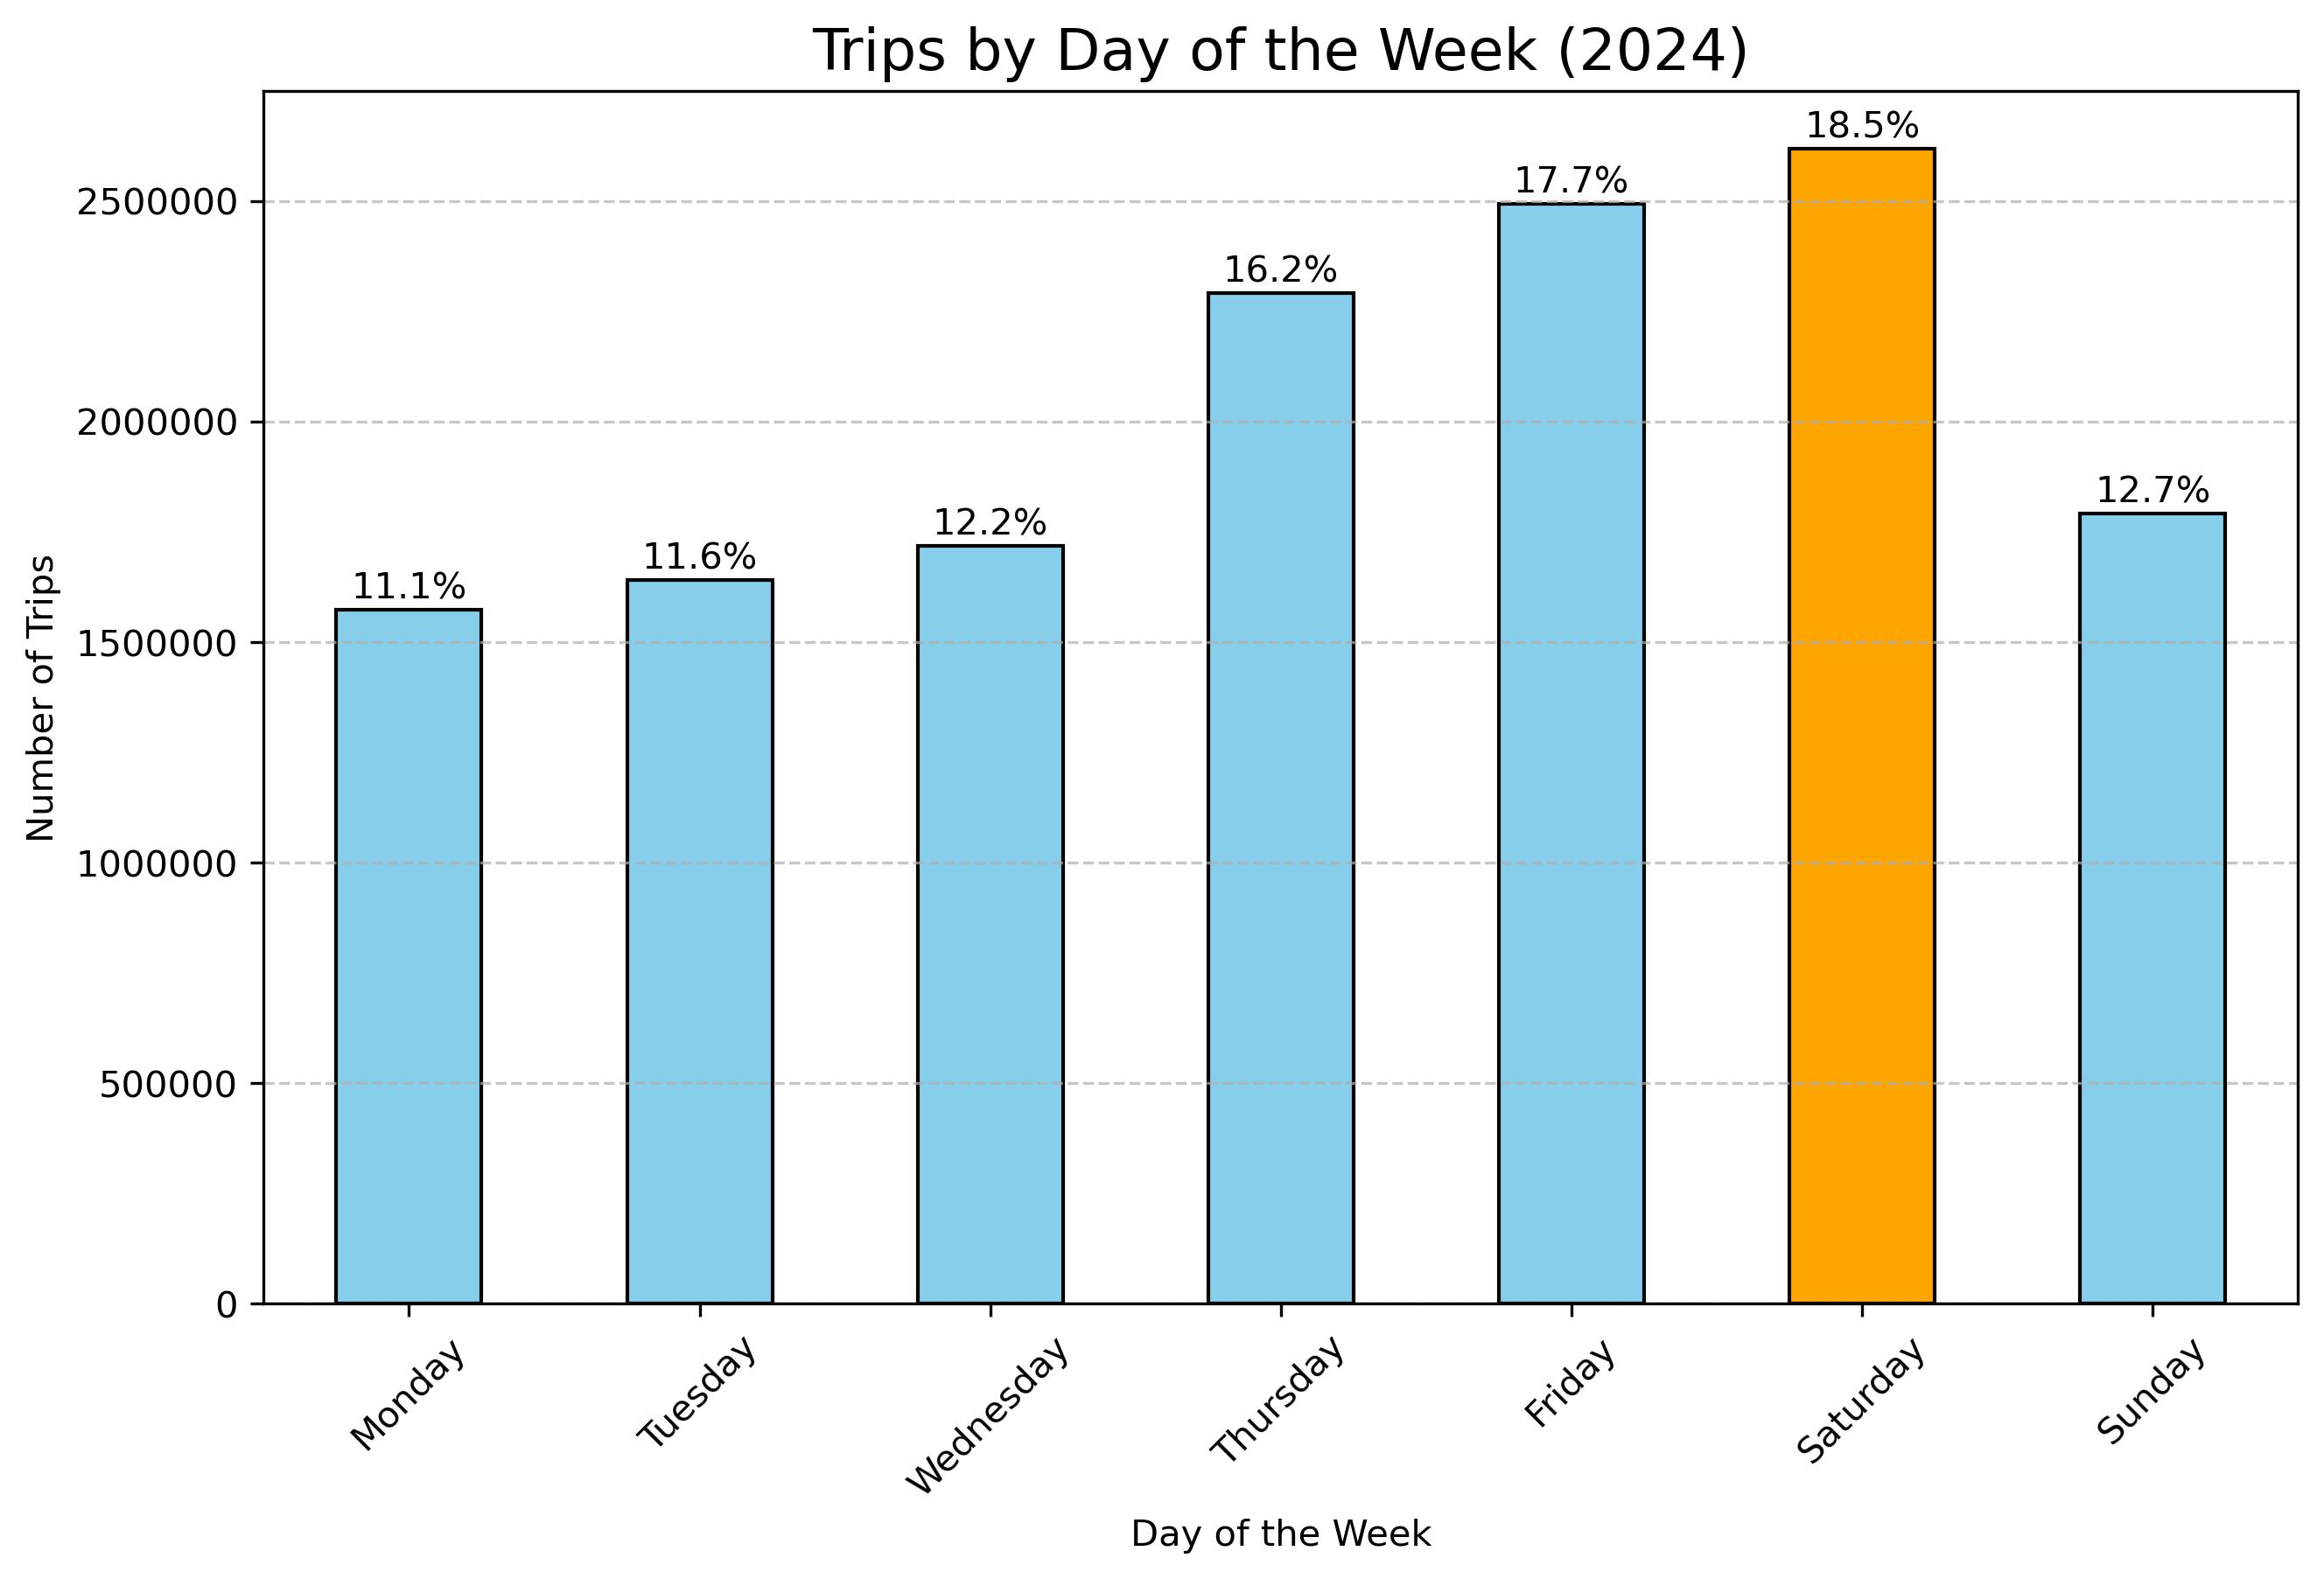 Trips by Day of the Week (2024)
Number of Trips
2500000
2000000
1500000
1000000
500000
0
11.1%
11.6%
12.2%
16.2%
17.7%
18.5%
12.7%
Monday
Tuesday
Wednesday
Thursday
Friday
Saturday
Sunday
Day of the Week